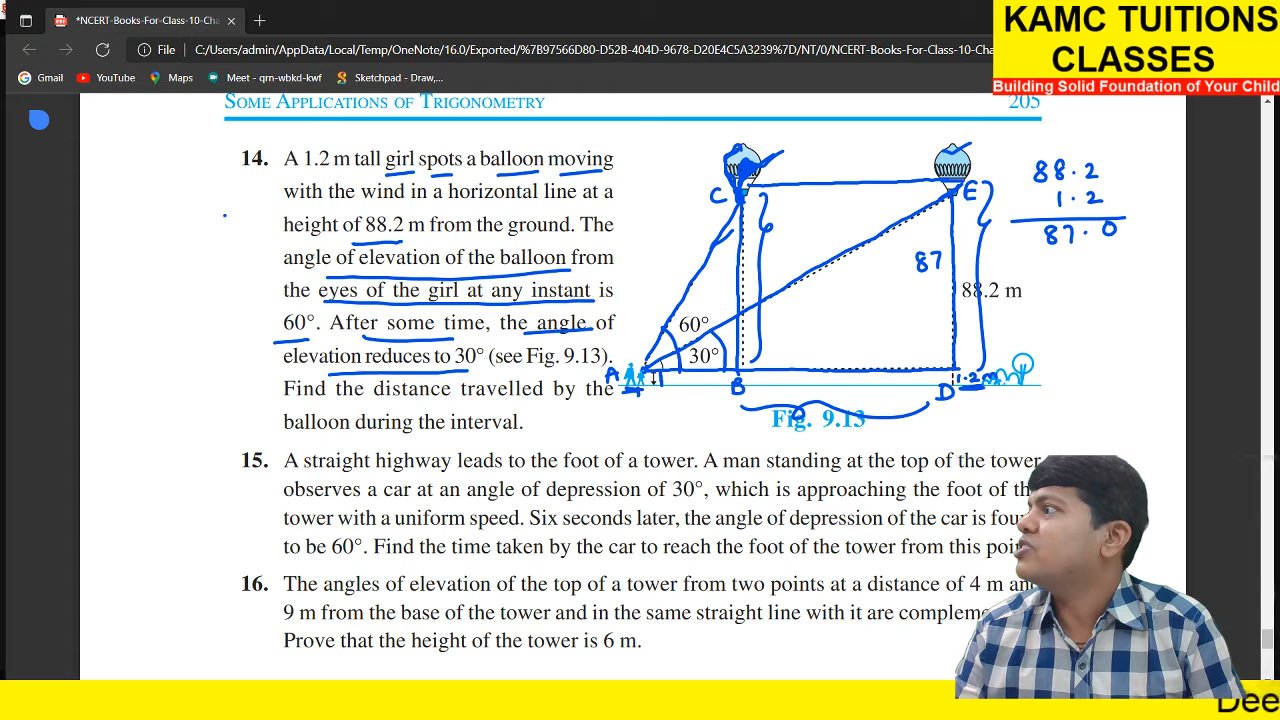 *NCERT-Books-For-Class-10-Cha
KAMC TUITIONS
CLASSES
Building Solid Foundation of Your Child
File
C:/Users/admin/AppData/Local/Temp/OneNote/16.0/Exported/%7B97566D80-D52B-404D-9678-D20E4C5A3239%7D/NT/0/NCERT-Books-For-Class-10-Cha
Gmail
YouTube
Maps
Meet - qrn-wbkd-kwf
Sketchpad - Draw,...
SOME APPLICATIONS OF TRIGONOMETRY
205
14. A 1.2 m tall girl spots a balloon moving
with the wind in a horizontal line at a
height of 88.2 m from the ground. The
angle of elevation of the balloon from
the eyes of the girl at any instant is
60°. After some time, the angle of
elevation reduces to 30° (see Fig. 9.13).
Find the distance travelled by the
balloon during the interval.
C
E
88.2
1.2
87.0
87
88.2 m
60°
30°
A
B
D
1.2 m
Fig. 9.13
15. A straight highway leads to the foot of a tower. A man standing at the top of the tower
observes a car at an angle of depression of 30°, which is approaching the foot of th
tower with a uniform speed. Six seconds later, the angle of depression of the car is foun
to be 60°. Find the time taken by the car to reach the foot of the tower from this poin
16. The angles of elevation of the top of a tower from two points at a distance of 4 m an
9 m from the base of the tower and in the same straight line with it are compleme
Prove that the height of the tower is 6 m.
Dee